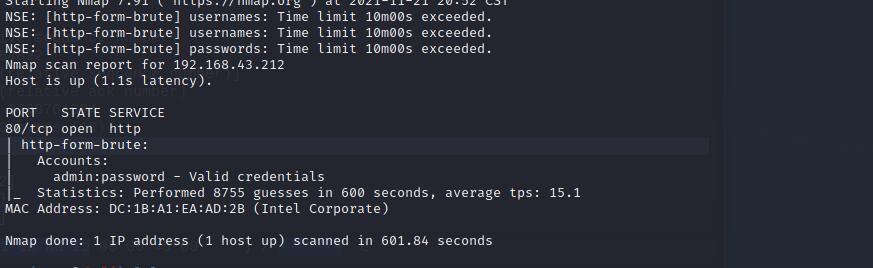 Starting Nmap 7.91 ( https://nmap.org ) at 2021-11-21 20:52 CST
NSE: [http-form-brute] usernames: Time limit 10m00s exceeded.
NSE: [http-form-brute] usernames: Time limit 10m00s exceeded.
NSE: [http-form-brute] passwords: Time limit 10m00s exceeded.
Nmap scan report for 192.168.43.212
Host is up (1.1s latency).
PORT   STATE SERVICE
80/tcp open  http
| http-form-brute:
|   Accounts:
|     admin:password - Valid credentials
|_  Statistics: Performed 8755 guesses in 600 seconds, average tps: 15.1
MAC Address: DC:1B:A1:EA:AD:2B (Intel Corporate)
Nmap done: 1 IP address (1 host up) scanned in 601.84 seconds